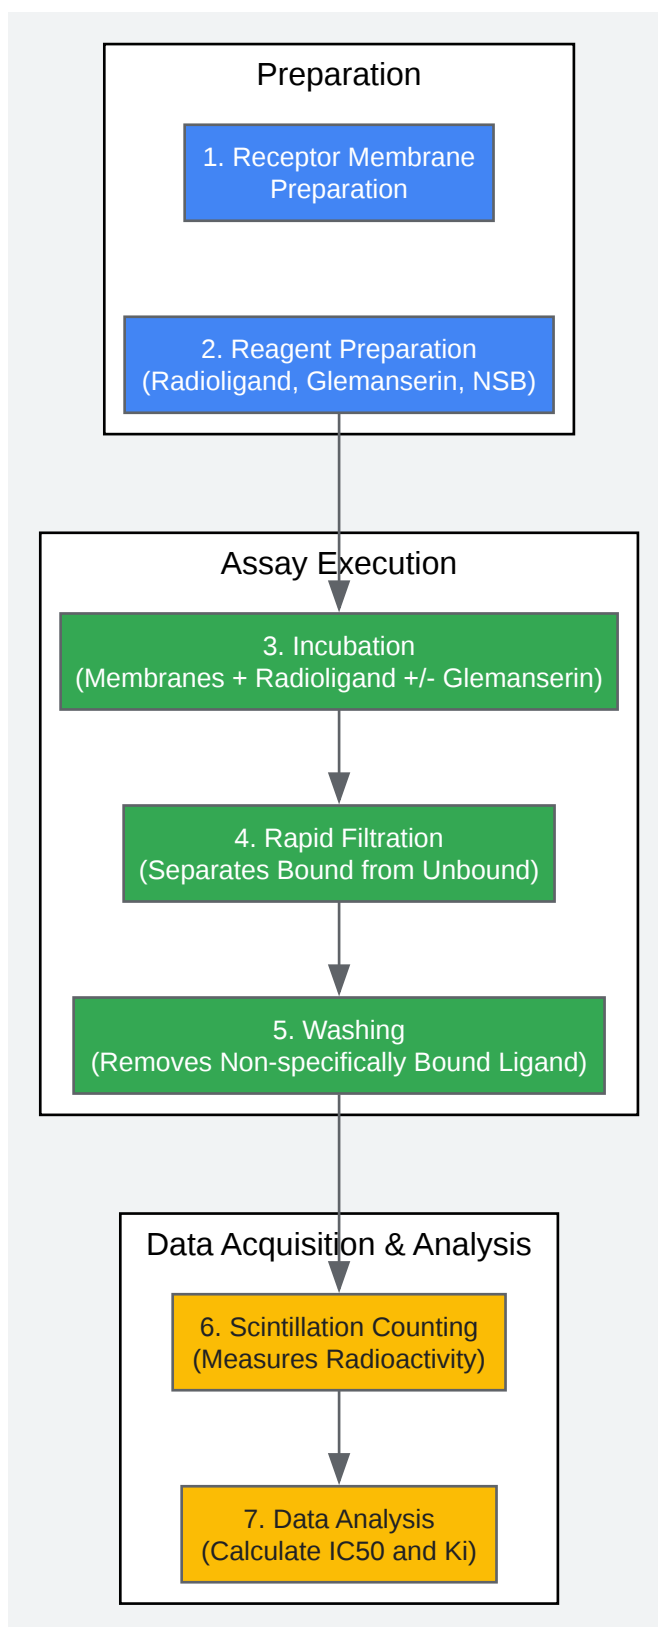 Preparation
1. Receptor Membrane
Preparation
2. Reagent Preparation
(Radioligand, Glemanserin, NSB)
Assay Execution
3. Incubation
(Membranes + Radioligand +/- Glemanserin)
4. Rapid Filtration
(Separates Bound from Unbound)
5. Washing
(Removes Non-specifically Bound Ligand)
Data Acquisition & Analysis
6. Scintillation Counting
(Measures Radioactivity)
7. Data Analysis
(Calculate IC50 and Ki)